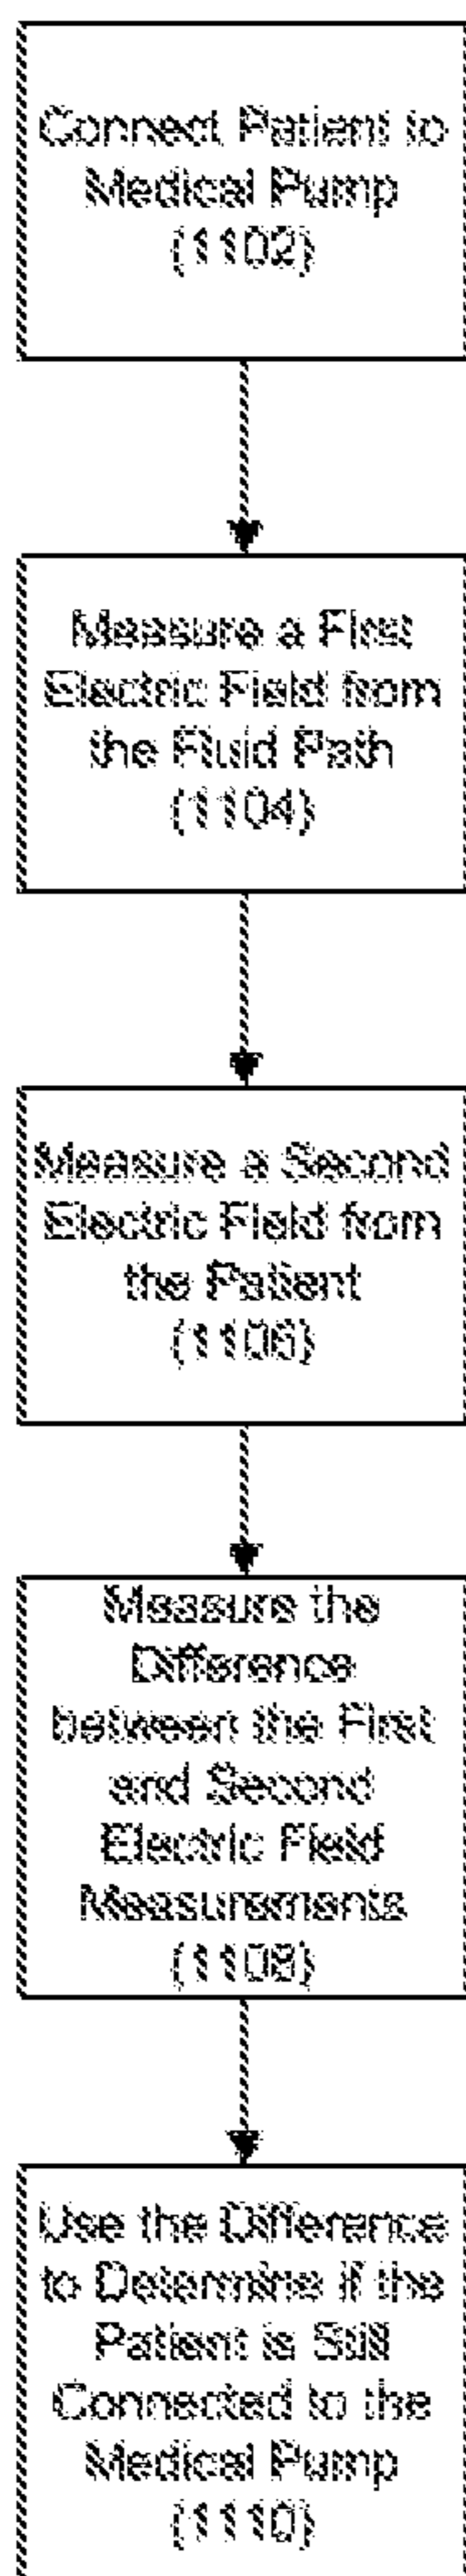 Connect Patient to
Medical Pump
(1102)
Measure a First
Electric Field from
the Fluid Path
(1104)
Measure a Second
Electric Field from
the Patient
(1106)
Measure the
Difference
between the First
and Second
Electric Field
Measurements
(1108)
Use the Difference
to Determine if the
Patient is Still
Connected to the
Medical Pump
(1110)